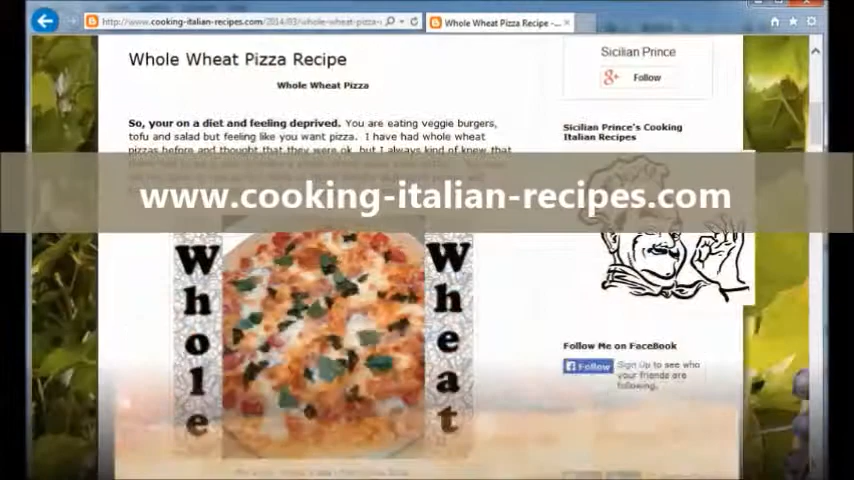 http://www.cooking-italian-recipes.com/2014/03/whole-wheat-pizza-
Whole Wheat Pizza Recipe -...
Whole Wheat Pizza Recipe
Whole Wheat Pizza
So, your on a diet and feeling deprived. You are eating veggie burgers,
tofu and salad but feeling like you want pizza. I have had whole wheat
pizzas before and thought that they were ok, but I always kind of knew that
www.cooking-italian-recipes.com
Whole
Wheat
Sicilian Prince
g+ Follow
Sicilian Prince's Cooking
Italian Recipes
Follow Me on FaceBook
f Follow
Sign Up to see who
your friends are
following.